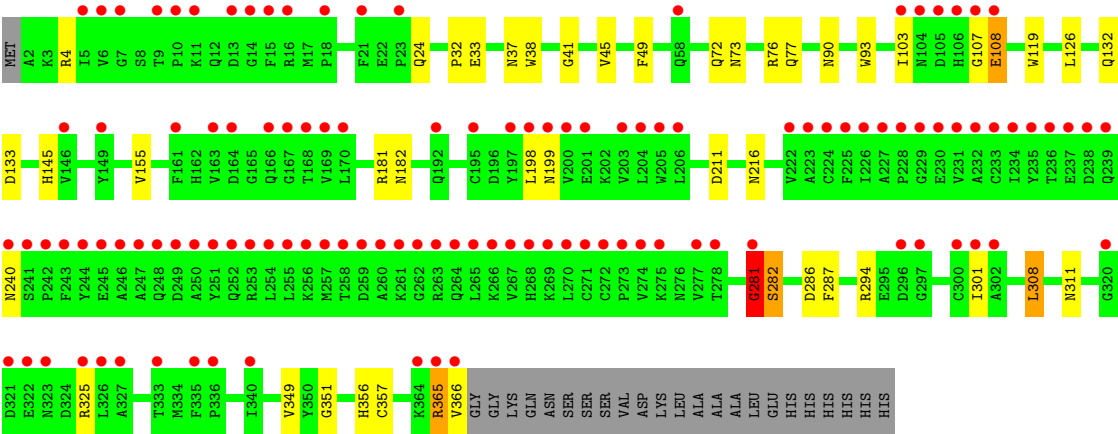 MET A2 K3 R4 I5 V6 G7 S8 T9 P10 K11 Q12 D13 G14 F15 R16 M17 P18 F21 E22 P23 Q24 P32 E33 N37 W38 G41 V45 F49 Q58 Q72 N73 R76 Q77 N90 W93 I103 N104 D105 H106 G107 E108 W119 L126 Q132
D133 H145 V146 Y149 V155 F161 H162 V163 D164 G165 Q166 G167 T168 V169 L170 R181 N182 Q192 C195 D196 Y197 L198 N199 V200 E201 K202 V203 L204 W205 L206 D211 N216 V222 A223 C224 F225 I226 A227 P228 G229 E230 V231 A232 C233 I234 Y235 T236 E237 D238 Q239
N240 S241 P242 F243 Y244 E245 A246 A247 Q248 D249 A250 Y251 Q252 R253 L254 L255 K256 M257 T258 D259 A260 K261 G262 R263 Q264 L265 K266 V267 H268 K269 L270 C271 C272 P273 V274 K275 N276 V277 T278 G281 S282 D286 F287 R294 E295 D296 G297 C300 I301 A302 L308 N311 G320
D321 E322 N323 D324 R325 L326 A327 T333 M334 F335 P336 I340 V349 Y350 G351 H356 C357 K364 R365 V366 GLY GLY LYS GLN ASN SER SER SER VAL ASP LYS LEU ALA ALA ALA LEU GLU HIS HIS HIS HIS HIS HIS